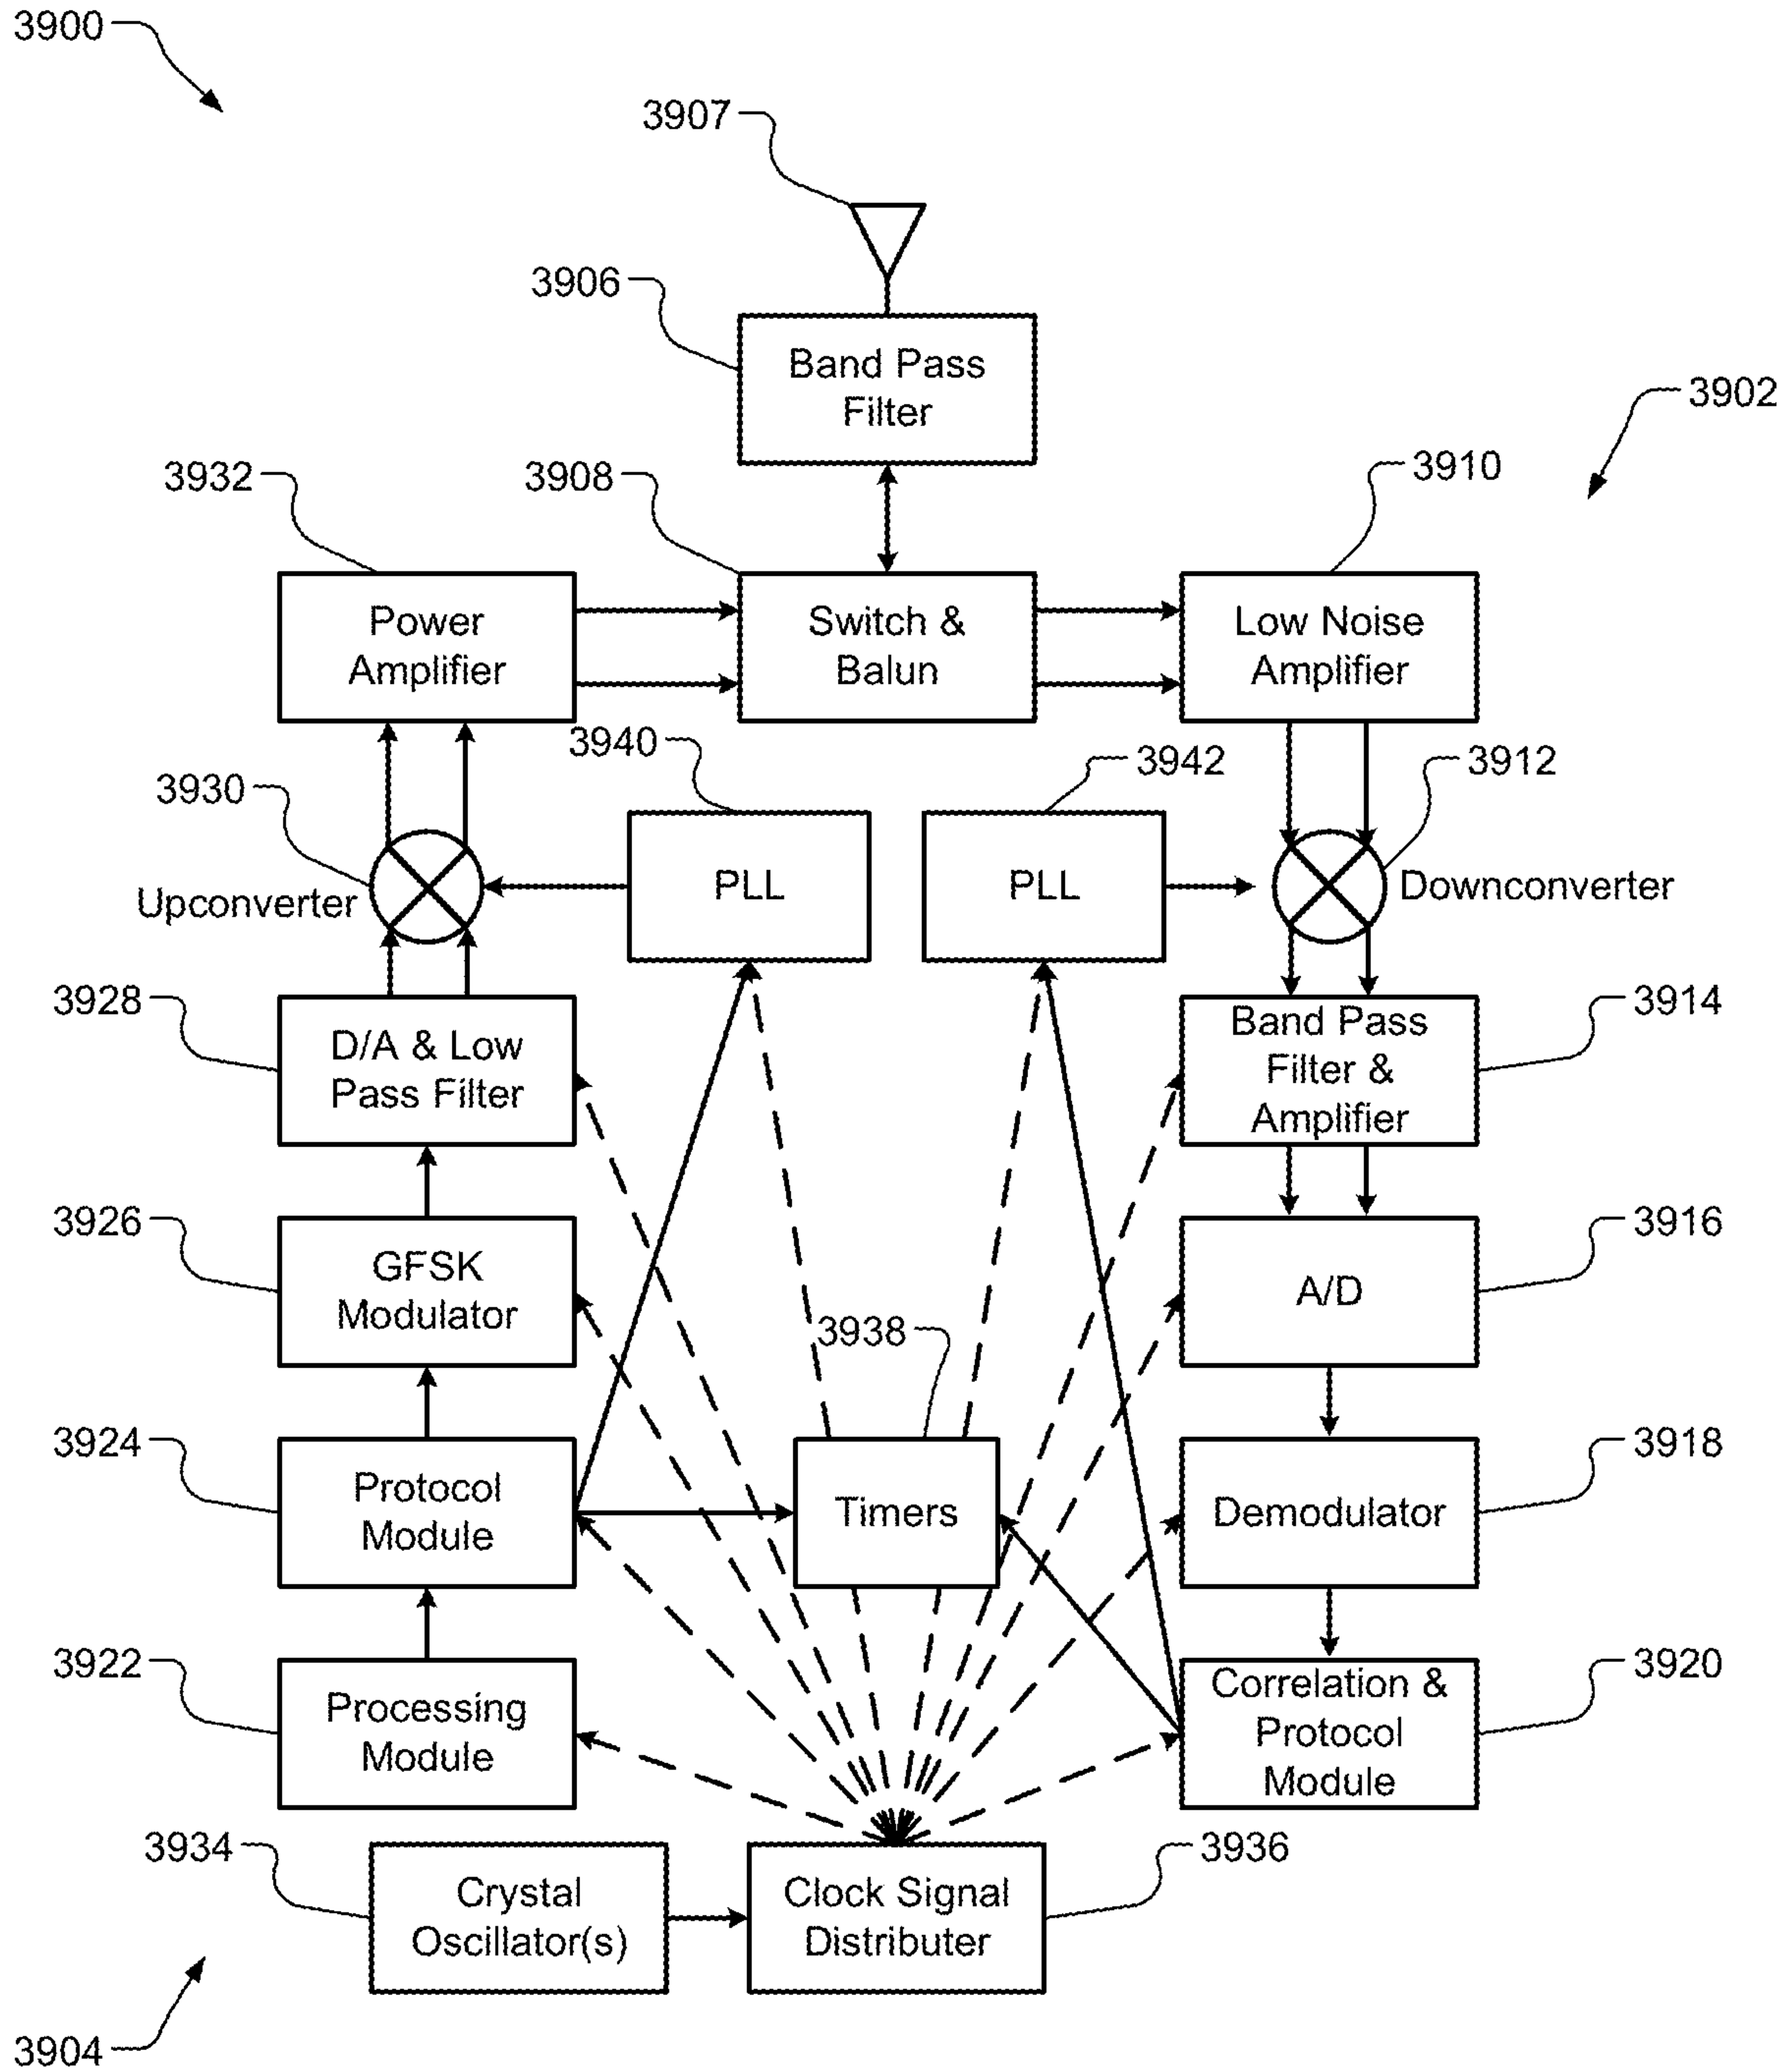 3900
3907
3906
Band Pass
Filter
3902
3932
3908
3910
Power
Amplifier
Switch &
Balun
Low Noise
Amplifier
3940
3942
3912
3930
Upconverter
PLL
PLL
Downconverter
3928
D/A & Low
Pass Filter
Band Pass
Filter &
Amplifier
3914
3926
GFSK
Modulator
A/D
3916
3938
3924
Protocol
Module
Timers
Demodulator
3918
3922
Processing
Module
Correlation &
Protocol
Module
3920
3934
Crystal
Oscillator(s)
Clock Signal
Distributer
3936
3904